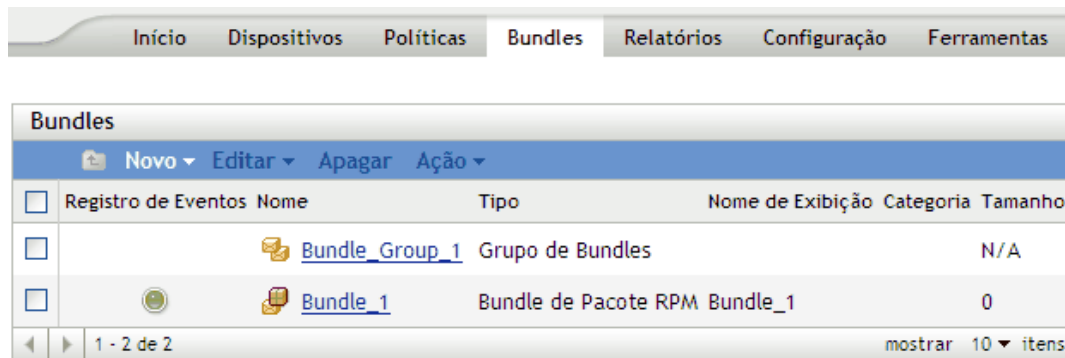 Início Dispositivos Políticas Bundles Relatórios Configuração Ferramentas
Bundles
Novo Editar Apagar Ação
Registro de Eventos Nome Tipo Nome de Exibição Categoria Tamanho
Bundle_Group_1 Grupo de Bundles N/A
Bundle_1 Bundle de Pacote RPM Bundle_1 0
1 - 2 de 2 mostrar 10 itens